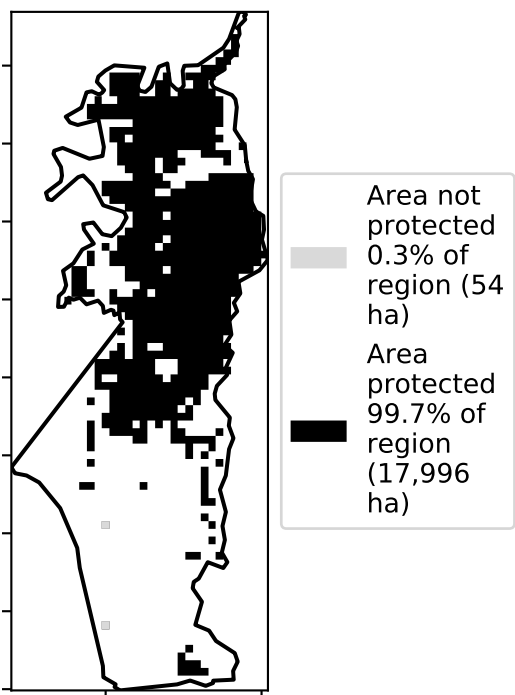 Area not
protected
0.3% of
region (54
ha)
Area
protected
99.7% of
region
(17,996
ha)